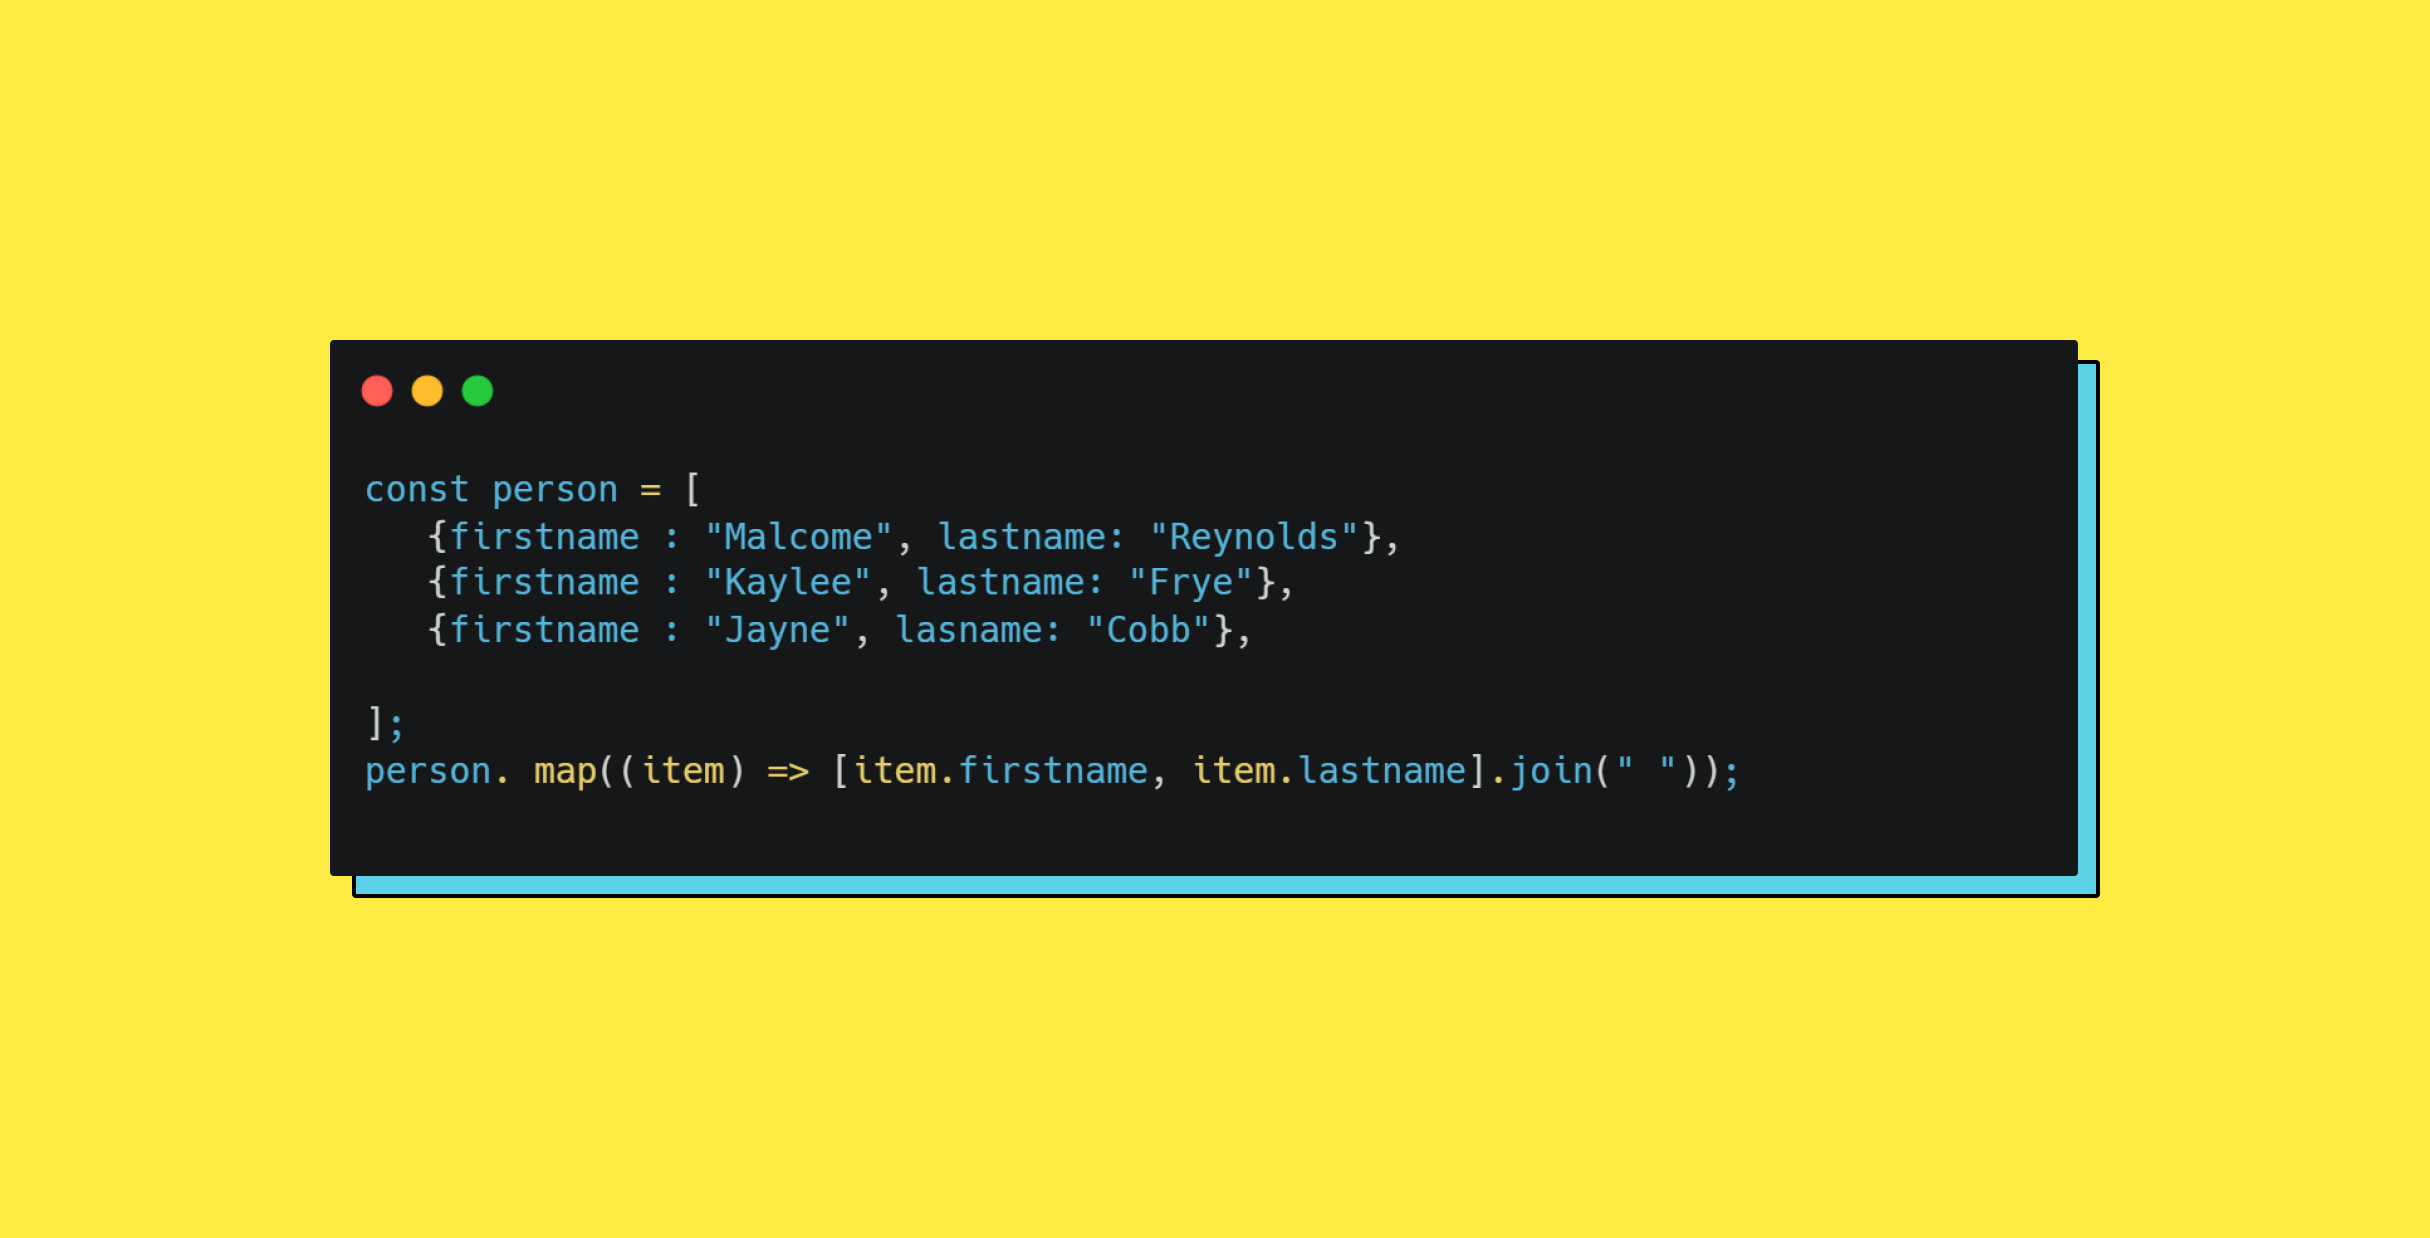 const person = [
{firstname : "Malcome", lastname: "Reynolds"},
{firstname : "Kaylee", lastname: "Frye"},
{firstname : "Jayne", lasname: "Cobb"},
];
person. map((item) => [item.firstname, item.lastname].join(" "));